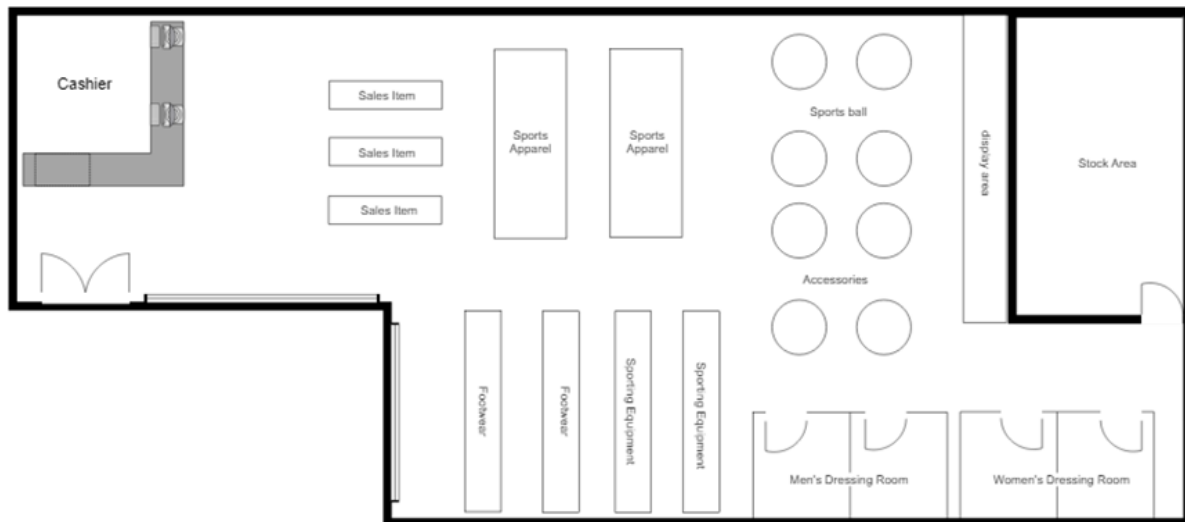 Cashier
Sales Item
Sales Item
Sales Item
Sports
Apparel
Sports
Apparel
Sports ball
display area
Stock Area
Accessories
Footwear
Footwear
Sporting Equipment
Sporting Equipment
Men's Dressing Room
Women's Dressing Room